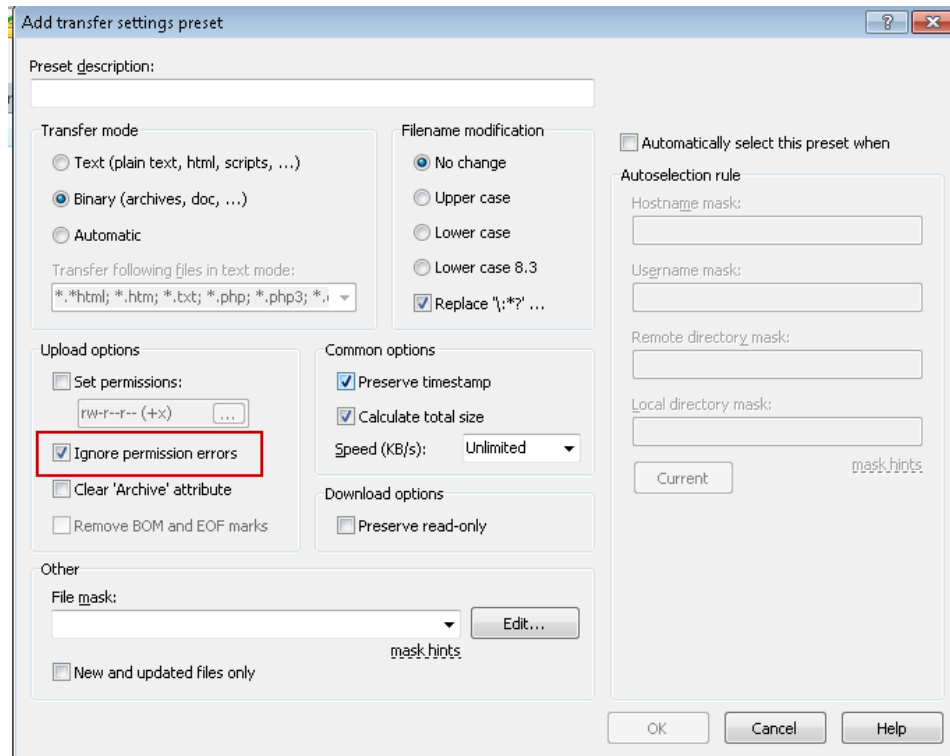 Add transfer settings preset
?
Preset description:
Transfer mode
Text (plain text, html, scripts, ...)
Binary (archives, doc, ...)
Automatic
Transfer following files in text mode:
*.*html; *.htm; *.txt; *.php; *.php3; *.
Filename modification
No change
Upper case
Lower case
Lower case 8.3
Replace '\:*?' ...
Automatically select this preset when
Autoselection rule
Hostname mask:
Username mask:
Remote directory mask:
Local directory mask:
Current
mask hints
Upload options
Set permissions:
rw-r--r-- (+x)
...
Ignore permission errors
Clear 'Archive' attribute
Remove BOM and EOF marks
Common options
Preserve timestamp
Calculate total size
Speed (KB/s):
Unlimited
Download options
Preserve read-only
Other
File mask:
Edit...
mask hints
New and updated files only
OK
Cancel
Help